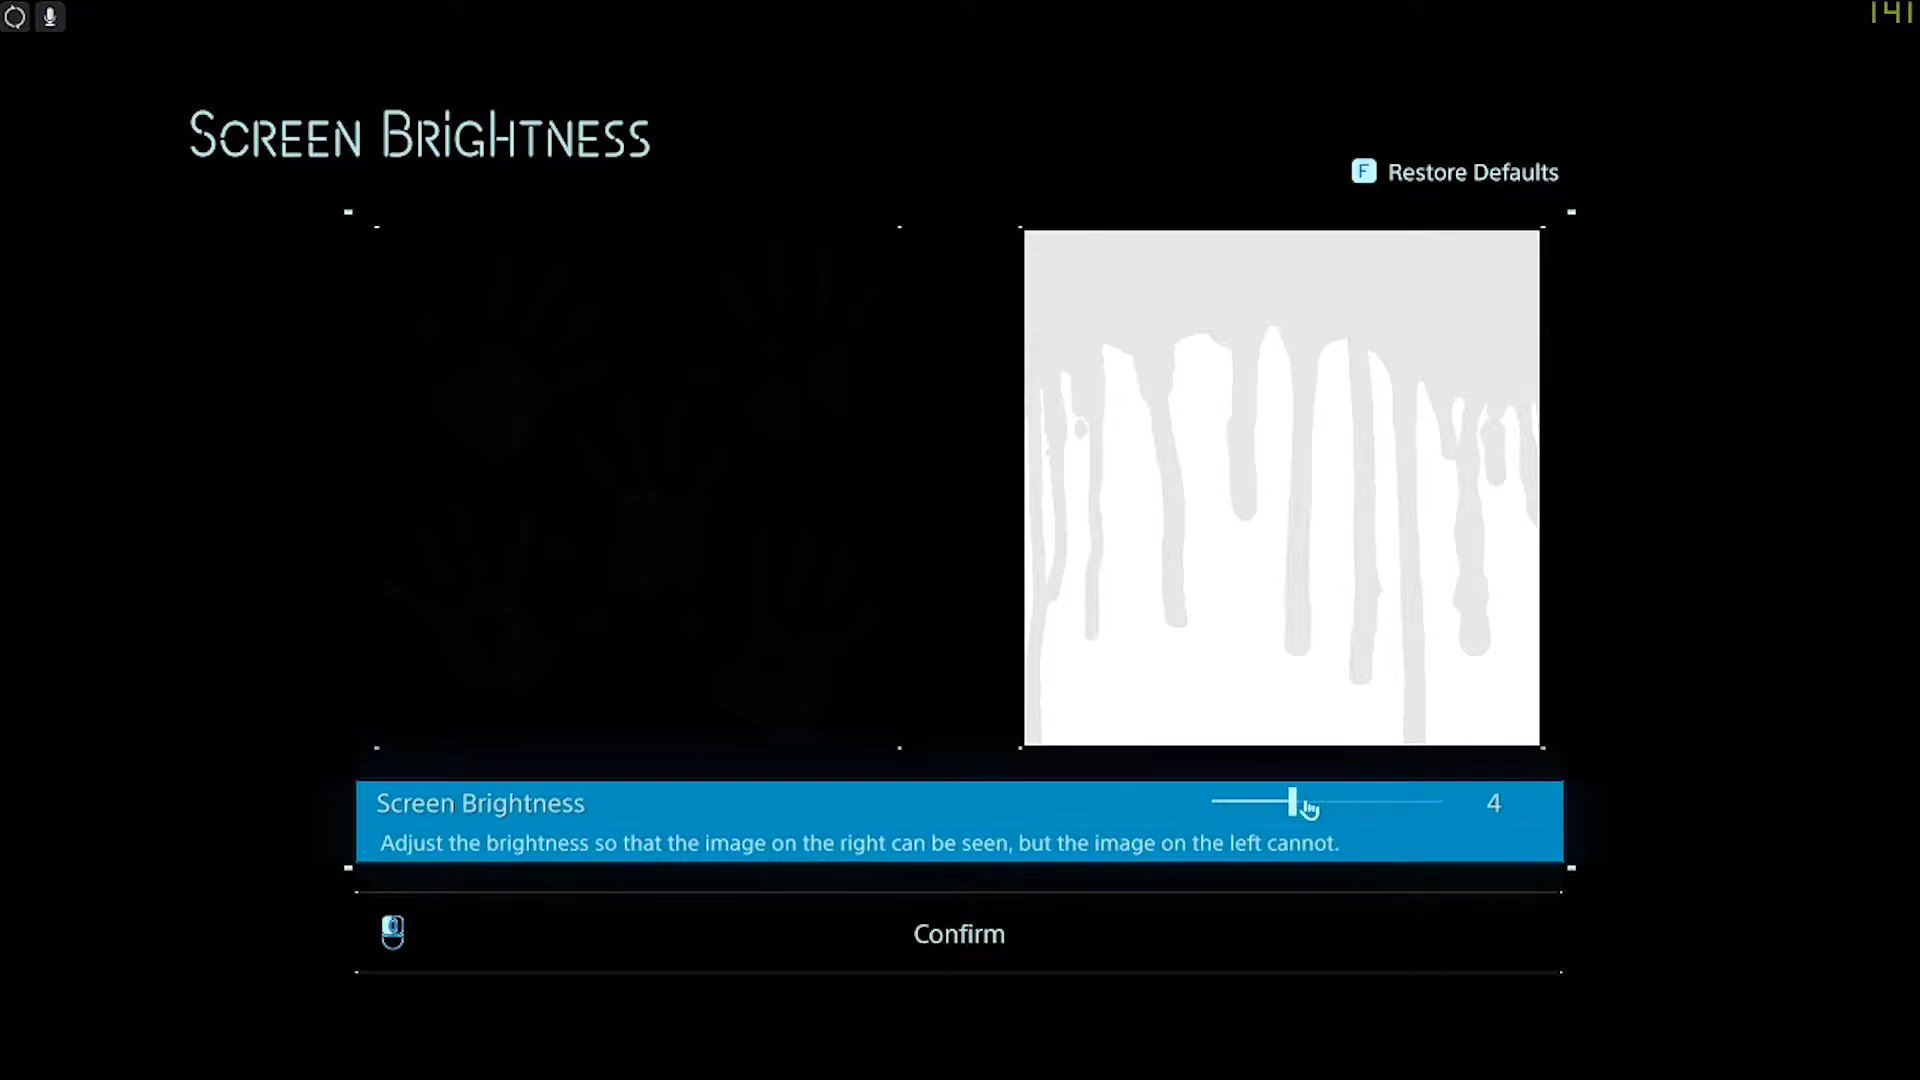 141
Screen Brightness
F Restore Defaults
Screen Brightness
4
Adjust the brightness so that the image on the right can be seen, but the image on the left cannot.
Confirm